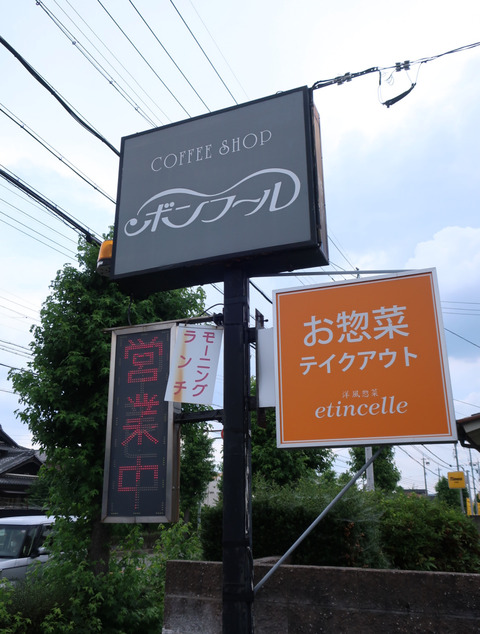 COFFEE SHOP
ボンフール
お惣菜
テイクアウト
洋風惣菜
etincelle
モーニング
ランチ
営業中